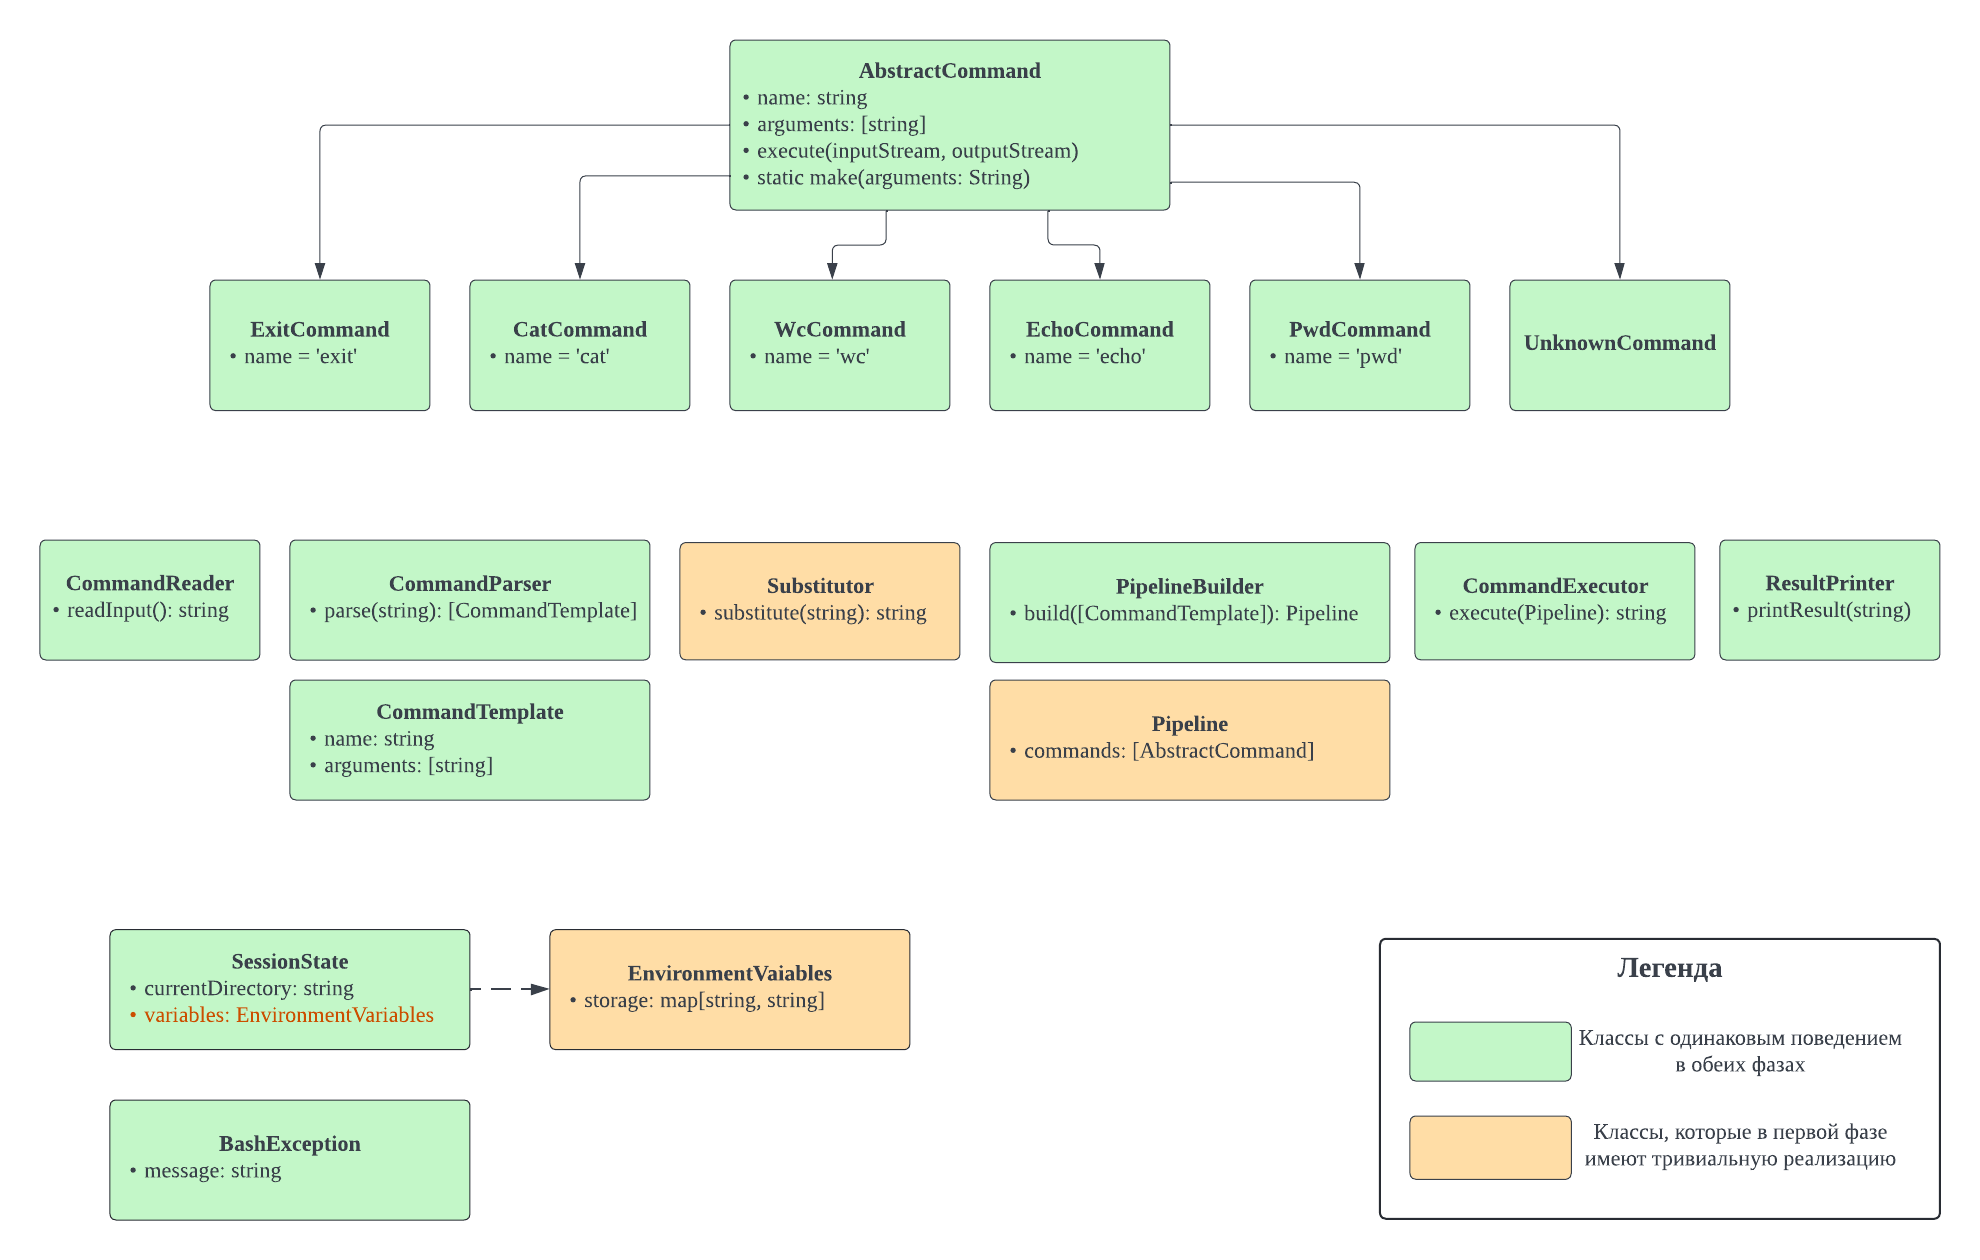 AbstractCommand
• name: string
• arguments: [string]
• execute(inputStream, outputStream)
• static make(arguments: String)
ExitCommand
• name = 'exit'
CatCommand
• name = 'cat'
WcCommand
• name = 'wc'
EchoCommand
• name = 'echo'
PwdCommand
• name = 'pwd'
UnknownCommand
CommandReader
• readInput(): string
CommandParser
• parse(string): [CommandTemplate]
Substitutor
• substitute(string): string
PipelineBuilder
• build([CommandTemplate]): Pipeline
CommandExecutor
• execute(Pipeline): string
ResultPrinter
• printResult(string)
CommandTemplate
• name: string
• arguments: [string]
Pipeline
• commands: [AbstractCommand]
SessionState
• currentDirectory: string
• variables: EnvironmentVariables
EnvironmentVaiables
• storage: map[string, string]
BashException
• message: string
Легенда
Классы с одинаковым поведением
в обеих фазах
Классы, которые в первой фазе
имеют тривиальную реализацию